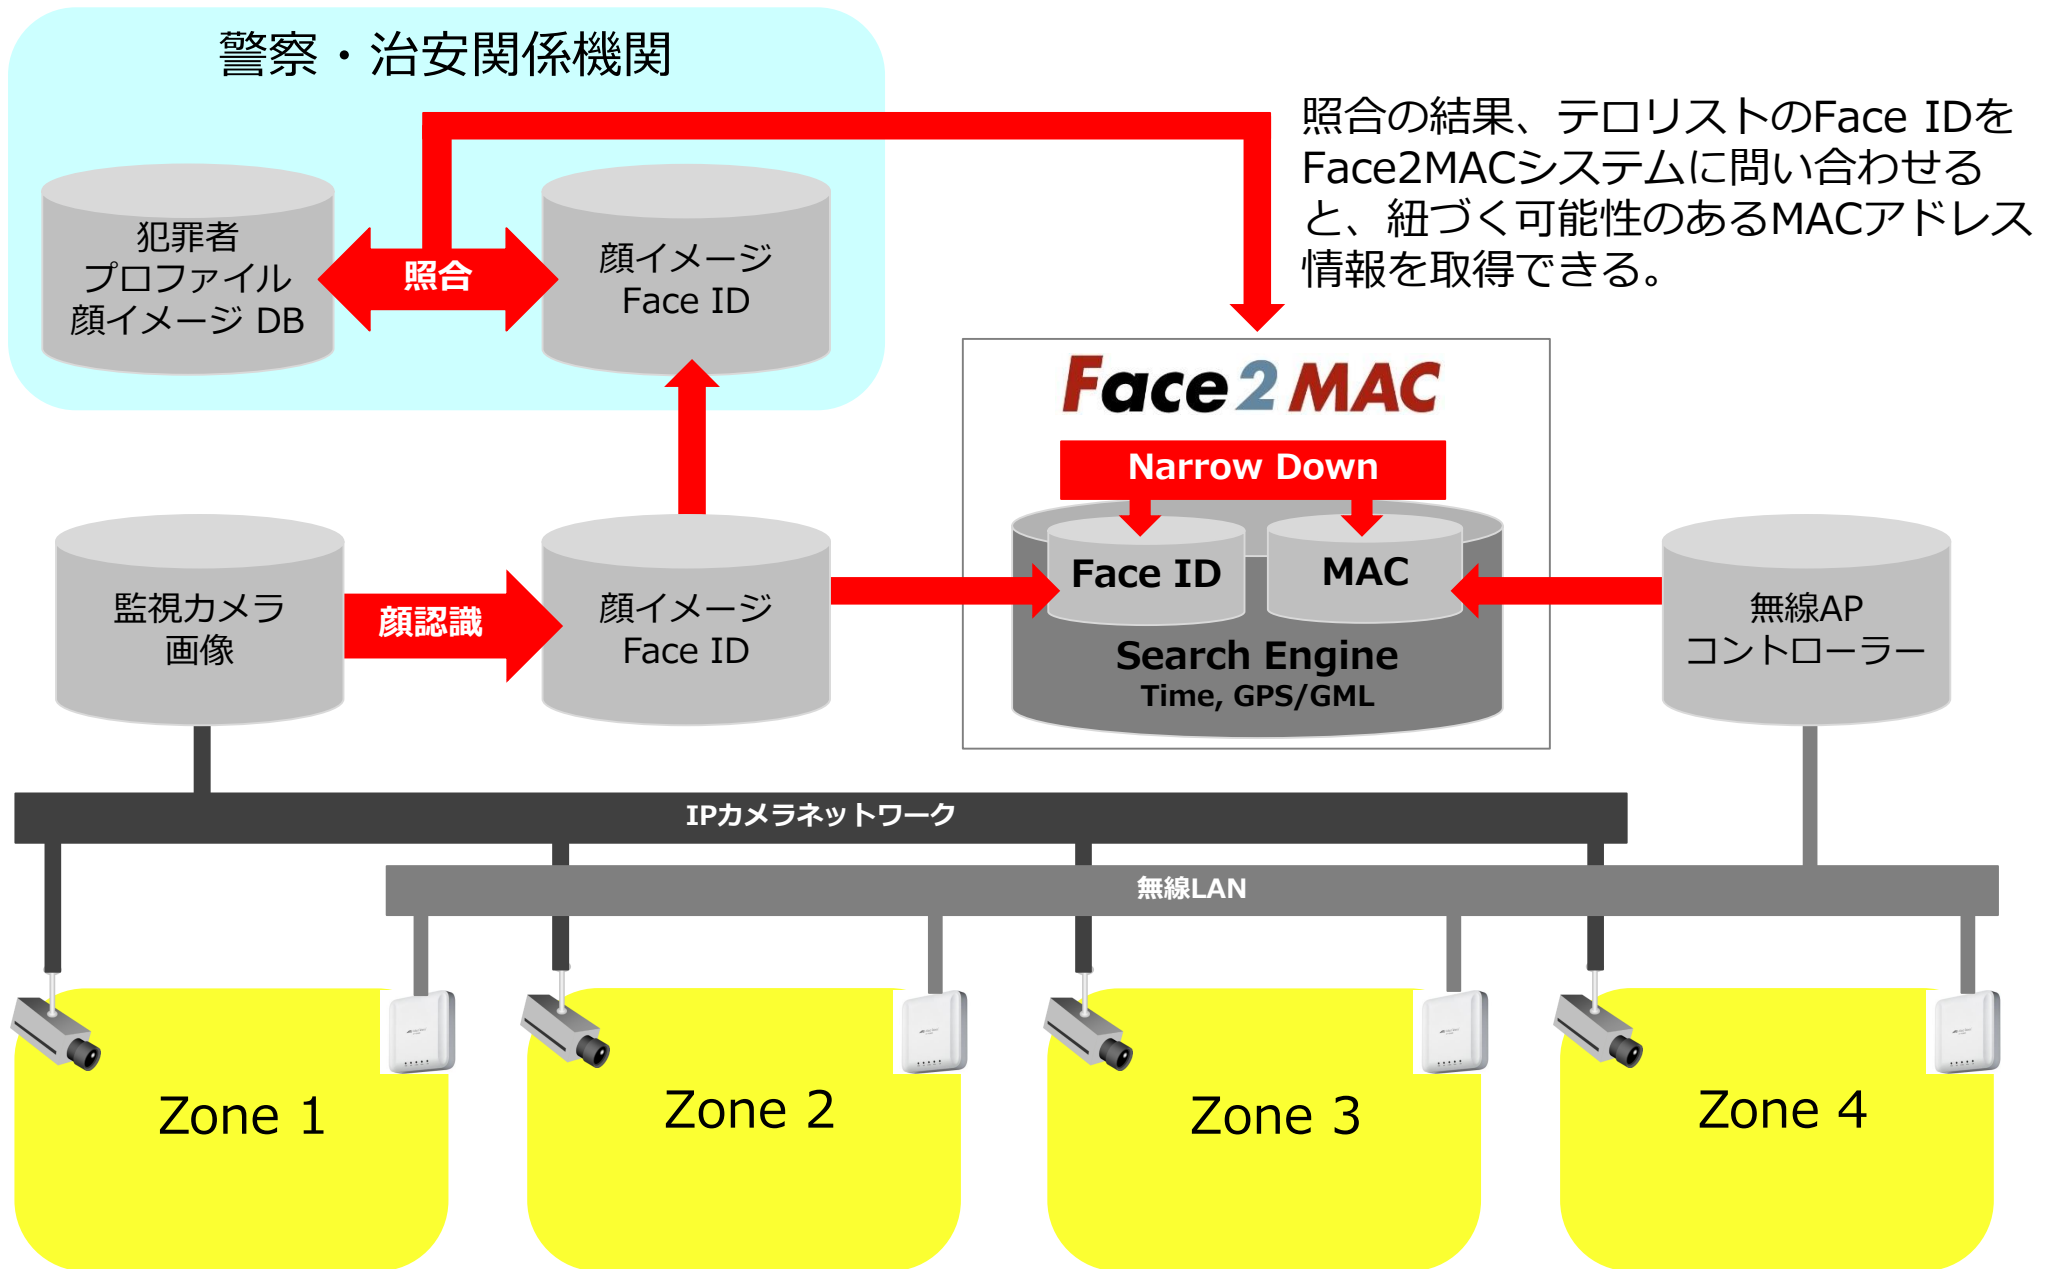 警察・治安関係機関
照合の結果、テロリストのFace IDを
Face2MACシステムに問い合わせる
と、紐づく可能性のあるMACアドレス
情報を取得できる。
犯罪者
プロファイル
顔イメージ DB
照合
顔イメージ
Face ID
Face2MAC
Narrow Down
Face ID
MAC
Search Engine
Time, GPS/GML
監視カメラ
画像
顔認識
顔イメージ
Face ID
無線AP
コントローラー
IPカメラネットワーク
無線LAN
Zone 1
Zone 2
Zone 3
Zone 4